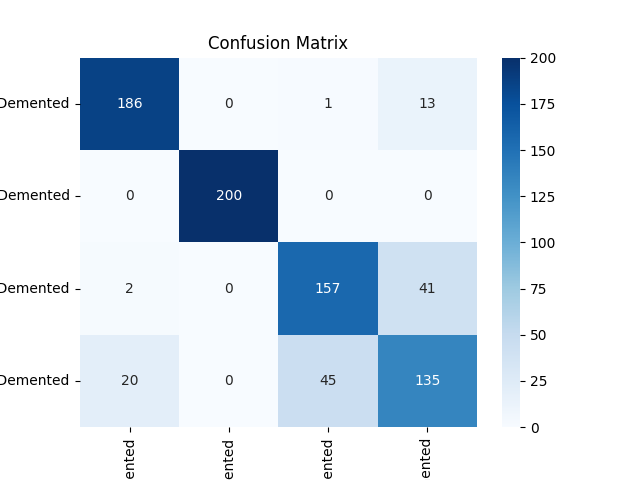 Confusion Matrix
Demented 186 0 1 13
Demented 0 200 0 0
Demented 2 0 157 41
Demented 20 0 45 135
ented ented ented ented
200
175
150
125
100
75
50
25
0